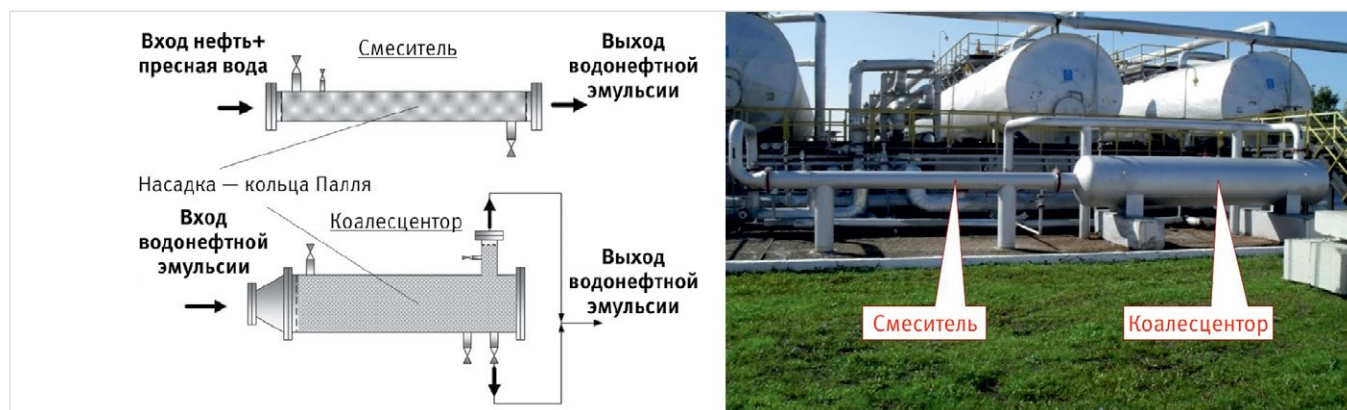 Вход нефть+
пресная вода
Смеситель
Выход
водонефтной
эмульсии
Насадка — кольца Палля
Вход
водонефтной
эмульсии
Коалесцентор
Выход
водонефтной
эмульсии
Смеситель
Коалесцентор